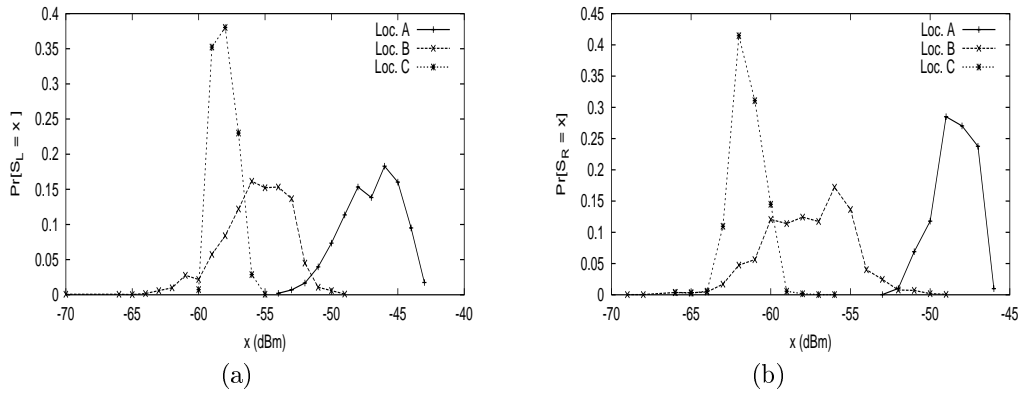 Pr[S_L = x ]
0.4
0.35
0.3
0.25
0.2
0.15
0.1
0.05
0
Loc. A
Loc. B
Loc. C
-70 -65 -60 -55 -50 -45 -40
x (dBm)
(a)
Pr[S_R = x]
0.45
0.4
0.35
0.3
0.25
0.2
0.15
0.1
0.05
0
Loc. A
Loc. B
Loc. C
-70 -65 -60 -55 -50 -45
x (dBm)
(b)